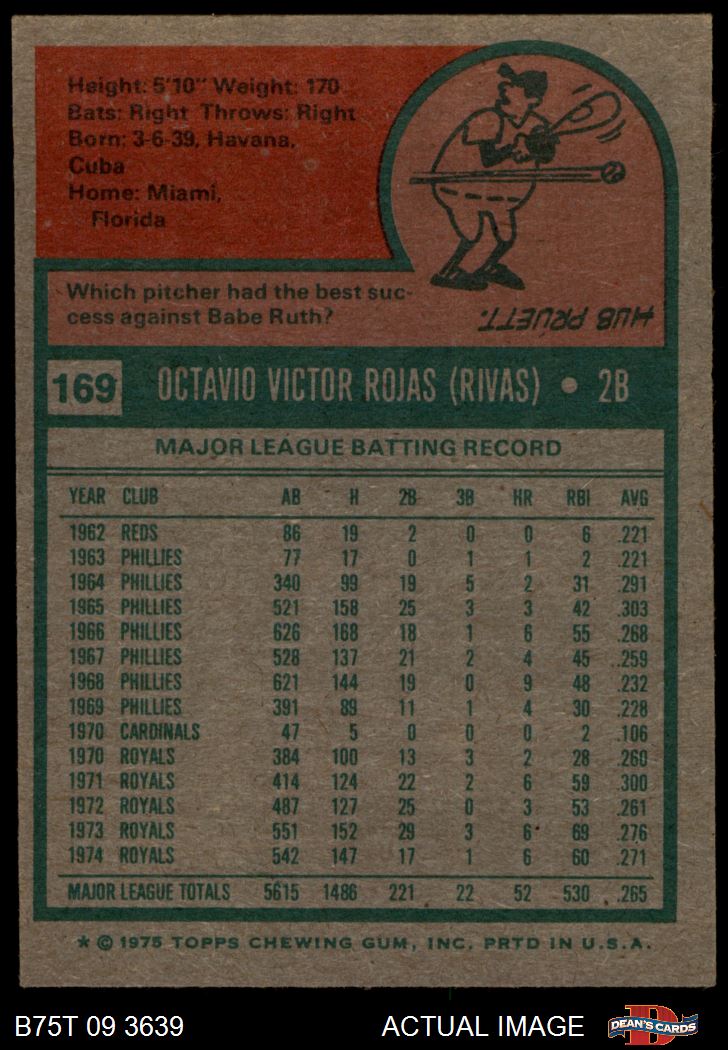 Height: 5'10" Weight: 170
Bats: Right Throws: Right
Born: 3-6-39, Havana,
Cuba
Home: Miami,
Florida
Which pitcher had the best suc-
cess against Babe Ruth?
HUB PRUETT.
169 OCTAVIO VICTOR ROJAS (RIVAS) • 2B
MAJOR LEAGUE BATTING RECORD
YEAR CLUB AB H 2B 3B HR RBI AVG
1962 REDS 86 19 2 0 0 6 .221
1963 PHILLIES 77 17 0 1 1 2 .221
1964 PHILLIES 340 99 19 5 2 31 .291
1965 PHILLIES 521 158 25 3 3 42 .303
1966 PHILLIES 626 168 18 1 6 55 .268
1967 PHILLIES 528 137 21 2 4 45 .259
1968 PHILLIES 621 144 19 0 9 48 .232
1969 PHILLIES 391 89 11 1 4 30 .228
1970 CARDINALS 47 5 0 0 0 2 .106
1970 ROYALS 384 100 13 3 2 28 .260
1971 ROYALS 414 124 22 2 6 59 .300
1972 ROYALS 487 127 25 0 3 53 .261
1973 ROYALS 551 152 29 3 6 69 .276
1974 ROYALS 542 147 17 1 6 60 .271
MAJOR LEAGUE TOTALS 5615 1486 221 22 52 530 .265
* © 1975 TOPPS CHEWING GUM, INC. PRTD IN U.S.A.
B75T 09 3639 ACTUAL IMAGE D DEAN'S CARDS